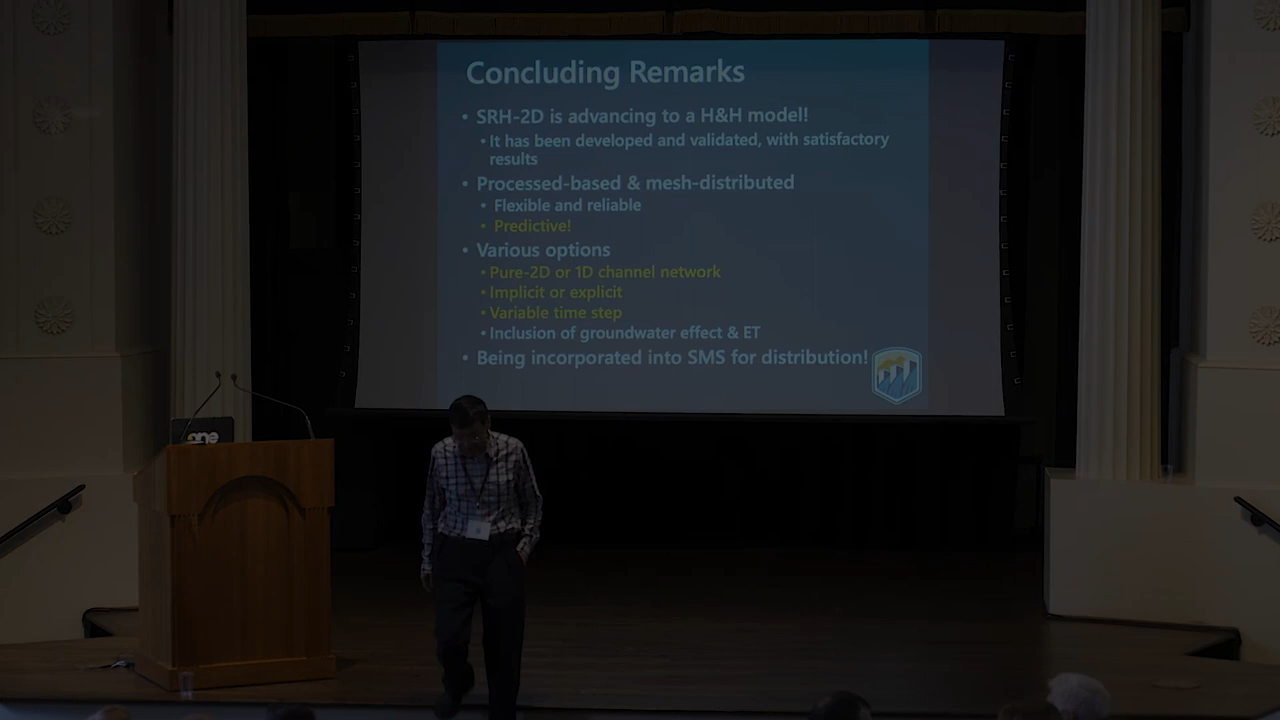 Concluding Remarks
• SRH-2D is advancing to a H&H model!
• It has been developed and validated, with satisfactory
results
• Processed-based & mesh-distributed
• Flexible and reliable
• Predictive!
• Various options
• Pure-2D or 1D channel network
• Implicit or explicit
• Variable time step
• Inclusion of groundwater effect & ET
• Being incorporated into SMS for distribution!